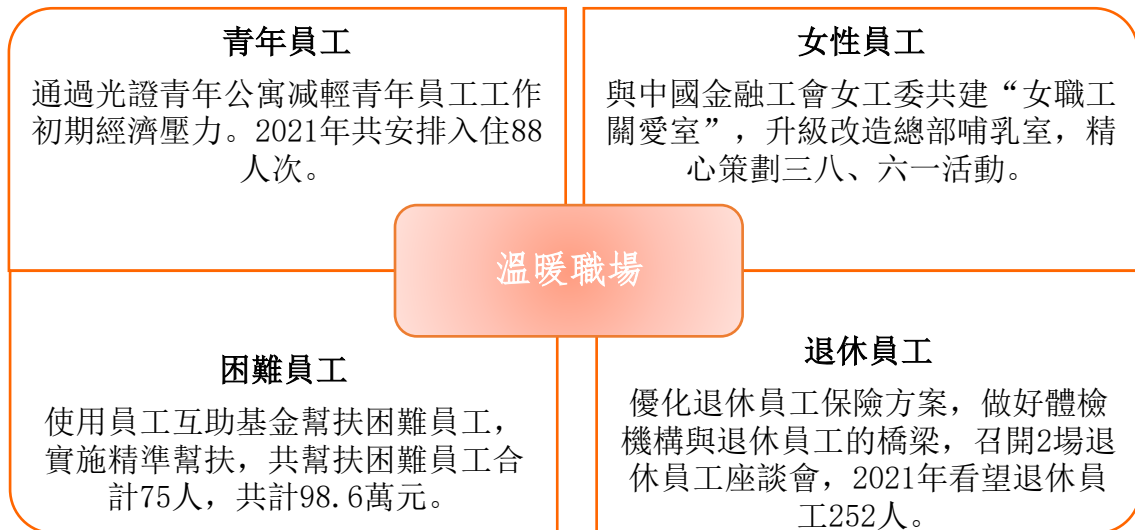 青年員工
通過光證青年公寓减輕青年員工工作
初期經濟壓力。2021年共安排入住88
人次。
女性員工
與中國金融工會女工委共建“女職工
關愛室”，升級改造總部哺乳室，精
心策劃三八、六一活動。
溫暖職場
困難員工
使用員工互助基金幫扶困難員工，
實施精準幫扶，共幫扶困難員工合
計75人，共計98.6萬元。
退休員工
優化退休員工保險方案，做好體檢
機構與退休員工的橋梁，召開2場退
休員工座談會，2021年看望退休員
工252人。